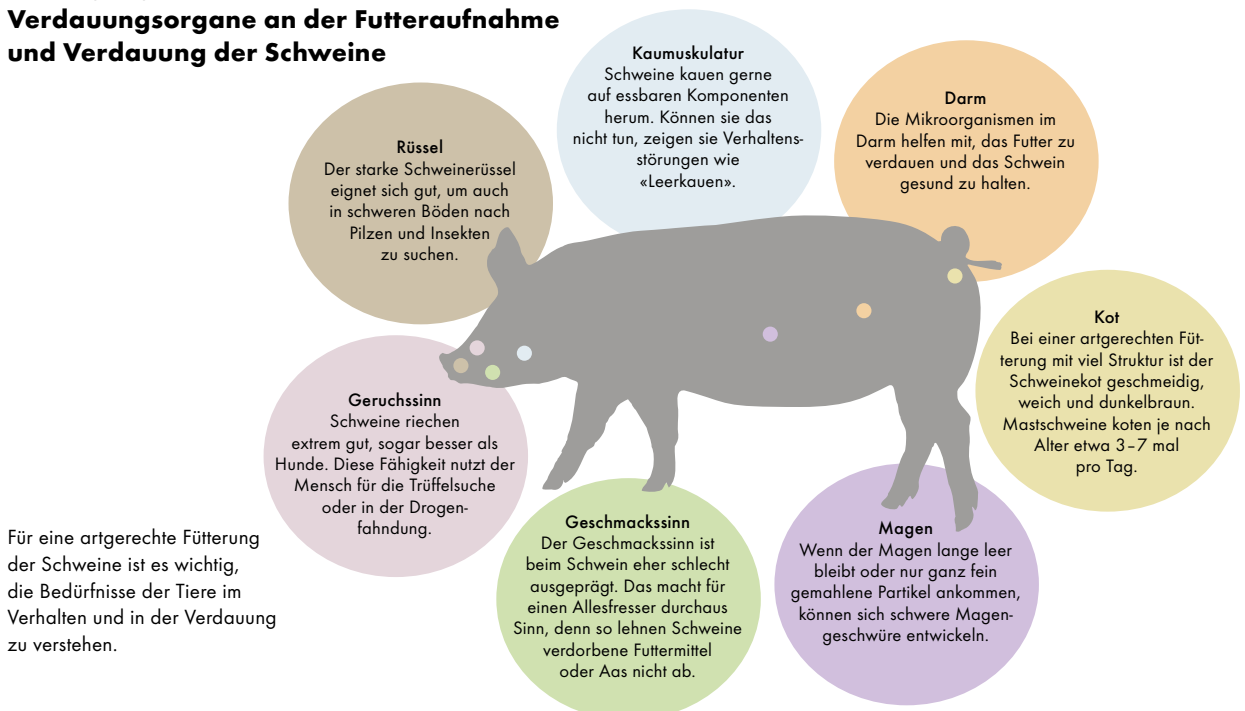 Verdauungsorgane an der Futteraufnahme
und Verdauung der Schweine
Kaumuskulatur
Schweine kauen gerne
auf essbaren Komponenten
herum. Können sie das
nicht tun, zeigen sie Verhaltens-
störungen wie
«Leerkauen».
Darm
Die Mikroorganismen im
Darm helfen mit, das Futter zu
verdauen und das Schwein
gesund zu halten.
Rüssel
Der starke Schweinerüssel
eignet sich gut, um auch
in schweren Böden nach
Pilzen und Insekten
zu suchen.
Kot
Bei einer artgerechten Füt-
terung mit viel Struktur ist der
Schweinekot geschmeidig,
weich und dunkelbraun.
Mastschweine koten je nach
Alter etwa 3–7 mal
pro Tag.
Geruchssinn
Schweine riechen
extrem gut, sogar besser als
Hunde. Diese Fähigkeit nutzt der
Mensch für die Trüffelsuche
oder in der Drogen-
fahndung.
Geschmackssinn
Der Geschmackssinn ist
beim Schwein eher schlecht
ausgeprägt. Das macht für
einen Allesfresser durchaus
Sinn, denn so lehnen Schweine
verdorbene Futtermittel
oder Aas nicht ab.
Magen
Wenn der Magen lange leer
bleibt oder nur ganz fein
gemahlene Partikel ankommen,
können sich schwere Magen-
geschwüre entwickeln.
Für eine artgerechte Fütterung
der Schweine ist es wichtig,
die Bedürfnisse der Tiere im
Verhalten und in der Verdauung
zu verstehen.